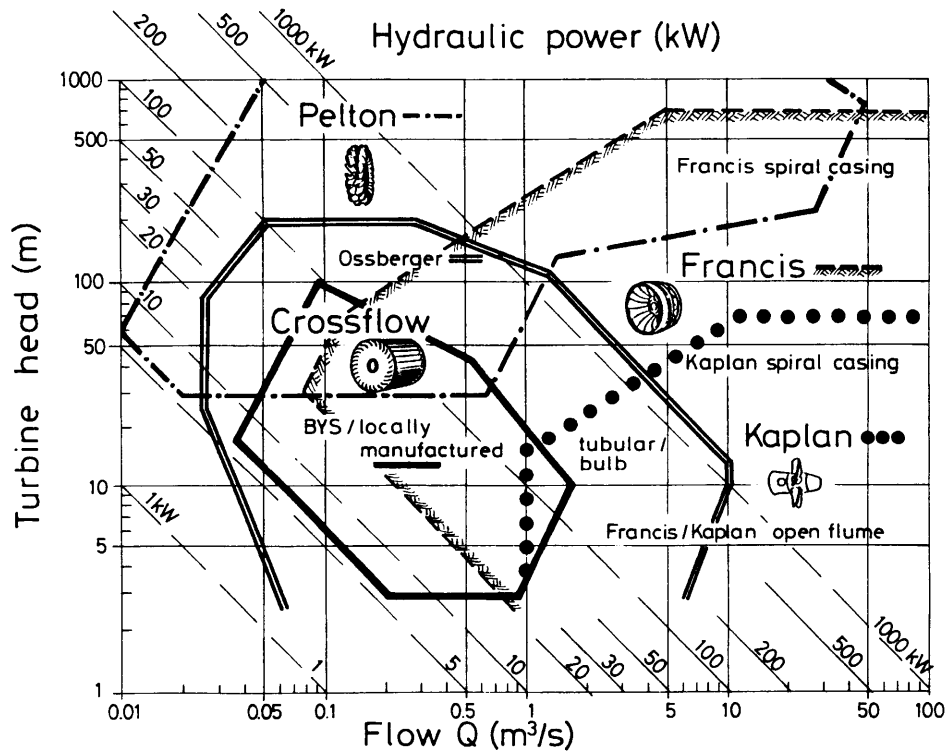 Hydraulic power (kW)
200
500
1000 kW
1000
500
100
50
10
5
1
Turbine head (m)
100
50
30
20
10
1kW
Pelton
Francis spiral casing
Ossberger
Francis
Crossflow
Kaplan spiral casing
BYS/locally
manufactured
tubular/
bulb
Kaplan
Francis/Kaplan open flume
1
5
10
20
30
50
100
200
500
1000 kW
0.01
0.05
0.1
0.5
1
5
10
50
100
Flow Q (m³/s)